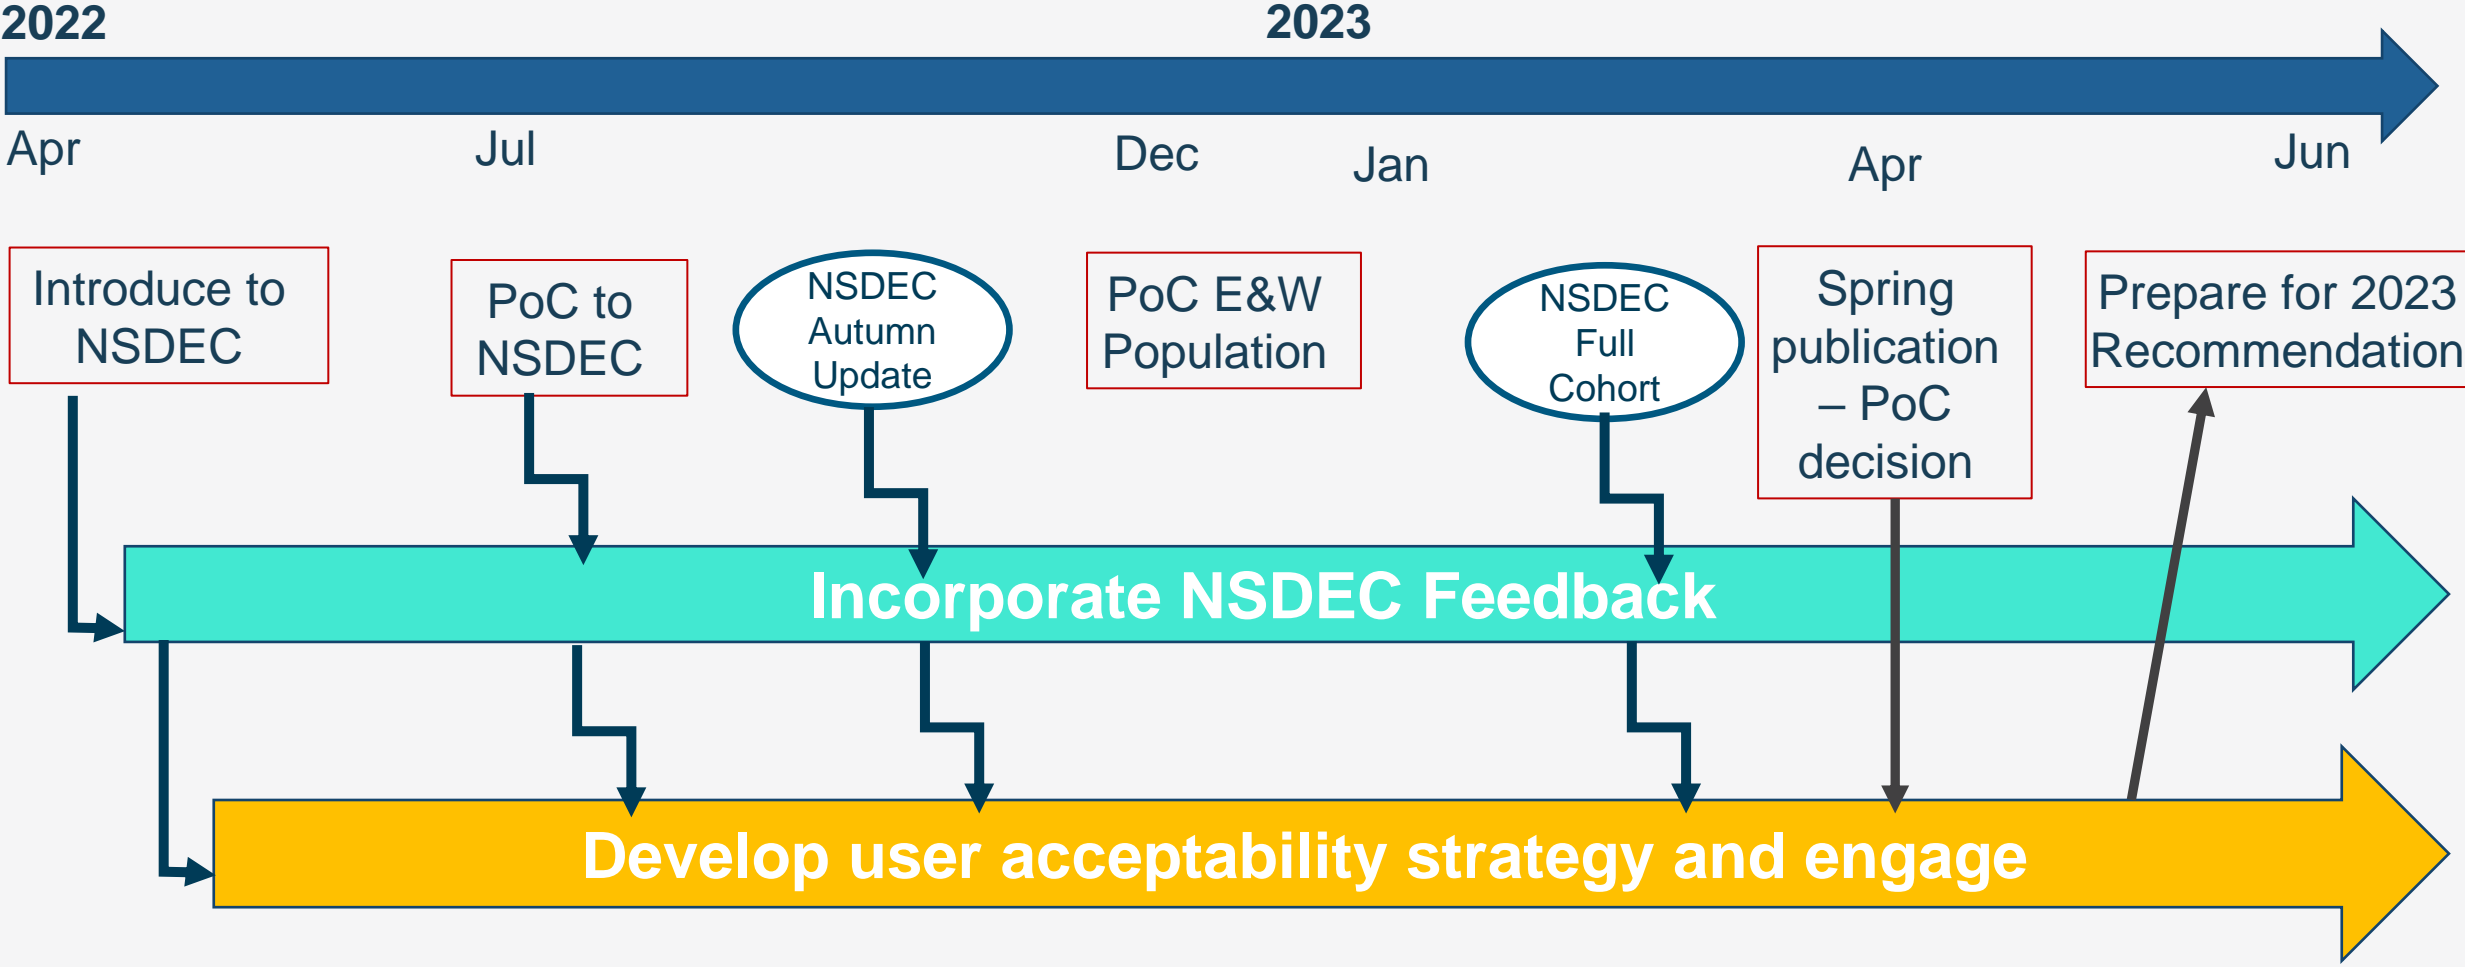 2022
2023
Apr
Jul
Dec
Jan
Apr
Jun
Introduce to
NSDEC
PoC to
NSDEC
NSDEC
Autumn
Update
PoC E&W
Population
NSDEC
Full
Cohort
Spring
publication
– PoC
decision
Prepare for 2023
Recommendation
Incorporate NSDEC Feedback
Develop user acceptability strategy and engage